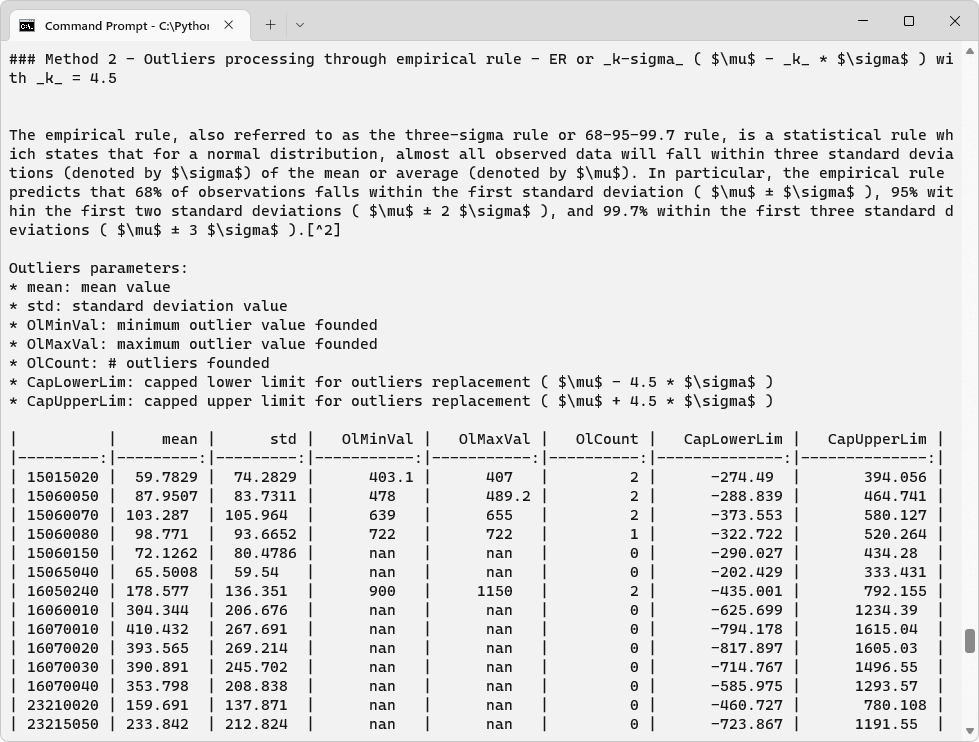 Command Prompt - C:\Pythor
### Method 2 - Outliers processing through empirical rule - ER or _k-sigma_ ( $\mu$ - _k_ * $\sigma$ ) wi
th _k_ = 4.5
The empirical rule, also referred to as the three-sigma rule or 68-95-99.7 rule, is a statistical rule wh
ich states that for a normal distribution, almost all observed data will fall within three standard devia
tions (denoted by $\sigma$) of the mean or average (denoted by $\mu$). In particular, the empirical rule
predicts that 68% of observations falls within the first standard deviation ( $\mu$ ± $\sigma$ ), 95% wit
hin the first two standard deviations ( $\mu$ ± 2 $\sigma$ ), and 99.7% within the first three standard d
eviations ( $\mu$ ± 3 $\sigma$ ).[^2]
Outliers parameters:
* mean: mean value
* std: standard deviation value
* OlMinVal: minimum outlier value founded
* OlMaxVal: maximum outlier value founded
* OlCount: # outliers founded
* CapLowerLim: capped lower limit for outliers replacement ( $\mu$ - 4.5 * $\sigma$ )
* CapUpperLim: capped upper limit for outliers replacement ( $\mu$ + 4.5 * $\sigma$ )
|          |     mean |      std |   OlMinVal |   OlMaxVal |   OlCount |   CapLowerLim |   CapUpperLim |
|---------:|---------:|---------:|-----------:|-----------:|----------:|--------------:|--------------:|
| 15015020 |  59.7829 |  74.2829 |      403.1 |      407   |         2 |      -274.49  |       394.056 |
| 15060050 |  87.9507 |  83.7311 |      478   |      489.2 |         2 |      -288.839 |       464.741 |
| 15060070 | 103.287  | 105.964  |      639   |      655   |         2 |      -373.553 |       580.127 |
| 15060080 |  98.771  |  93.6652 |      722   |      722   |         1 |      -322.722 |       520.264 |
| 15060150 |  72.1262 |  80.4786 |      nan   |      nan   |         0 |      -290.027 |       434.28  |
| 15065040 |  65.5008 |  59.54   |      nan   |      nan   |         0 |      -202.429 |       333.431 |
| 16050240 | 178.577  | 136.351  |      900   |     1150   |         2 |      -435.001 |       792.155 |
| 16060010 | 304.344  | 206.676  |      nan   |      nan   |         0 |      -625.699 |      1234.39  |
| 16070010 | 410.432  | 267.691  |      nan   |      nan   |         0 |      -794.178 |      1615.04  |
| 16070020 | 393.565  | 269.214  |      nan   |      nan   |         0 |      -817.897 |      1605.03  |
| 16070030 | 390.891  | 245.702  |      nan   |      nan   |         0 |      -714.767 |      1496.55  |
| 16070040 | 353.798  | 208.838  |      nan   |      nan   |         0 |      -585.975 |      1293.57  |
| 23210020 | 159.691  | 137.871  |      nan   |      nan   |         0 |      -460.727 |       780.108 |
| 23215050 | 233.842  | 212.824  |      nan   |      nan   |         0 |      -723.867 |      1191.55  |